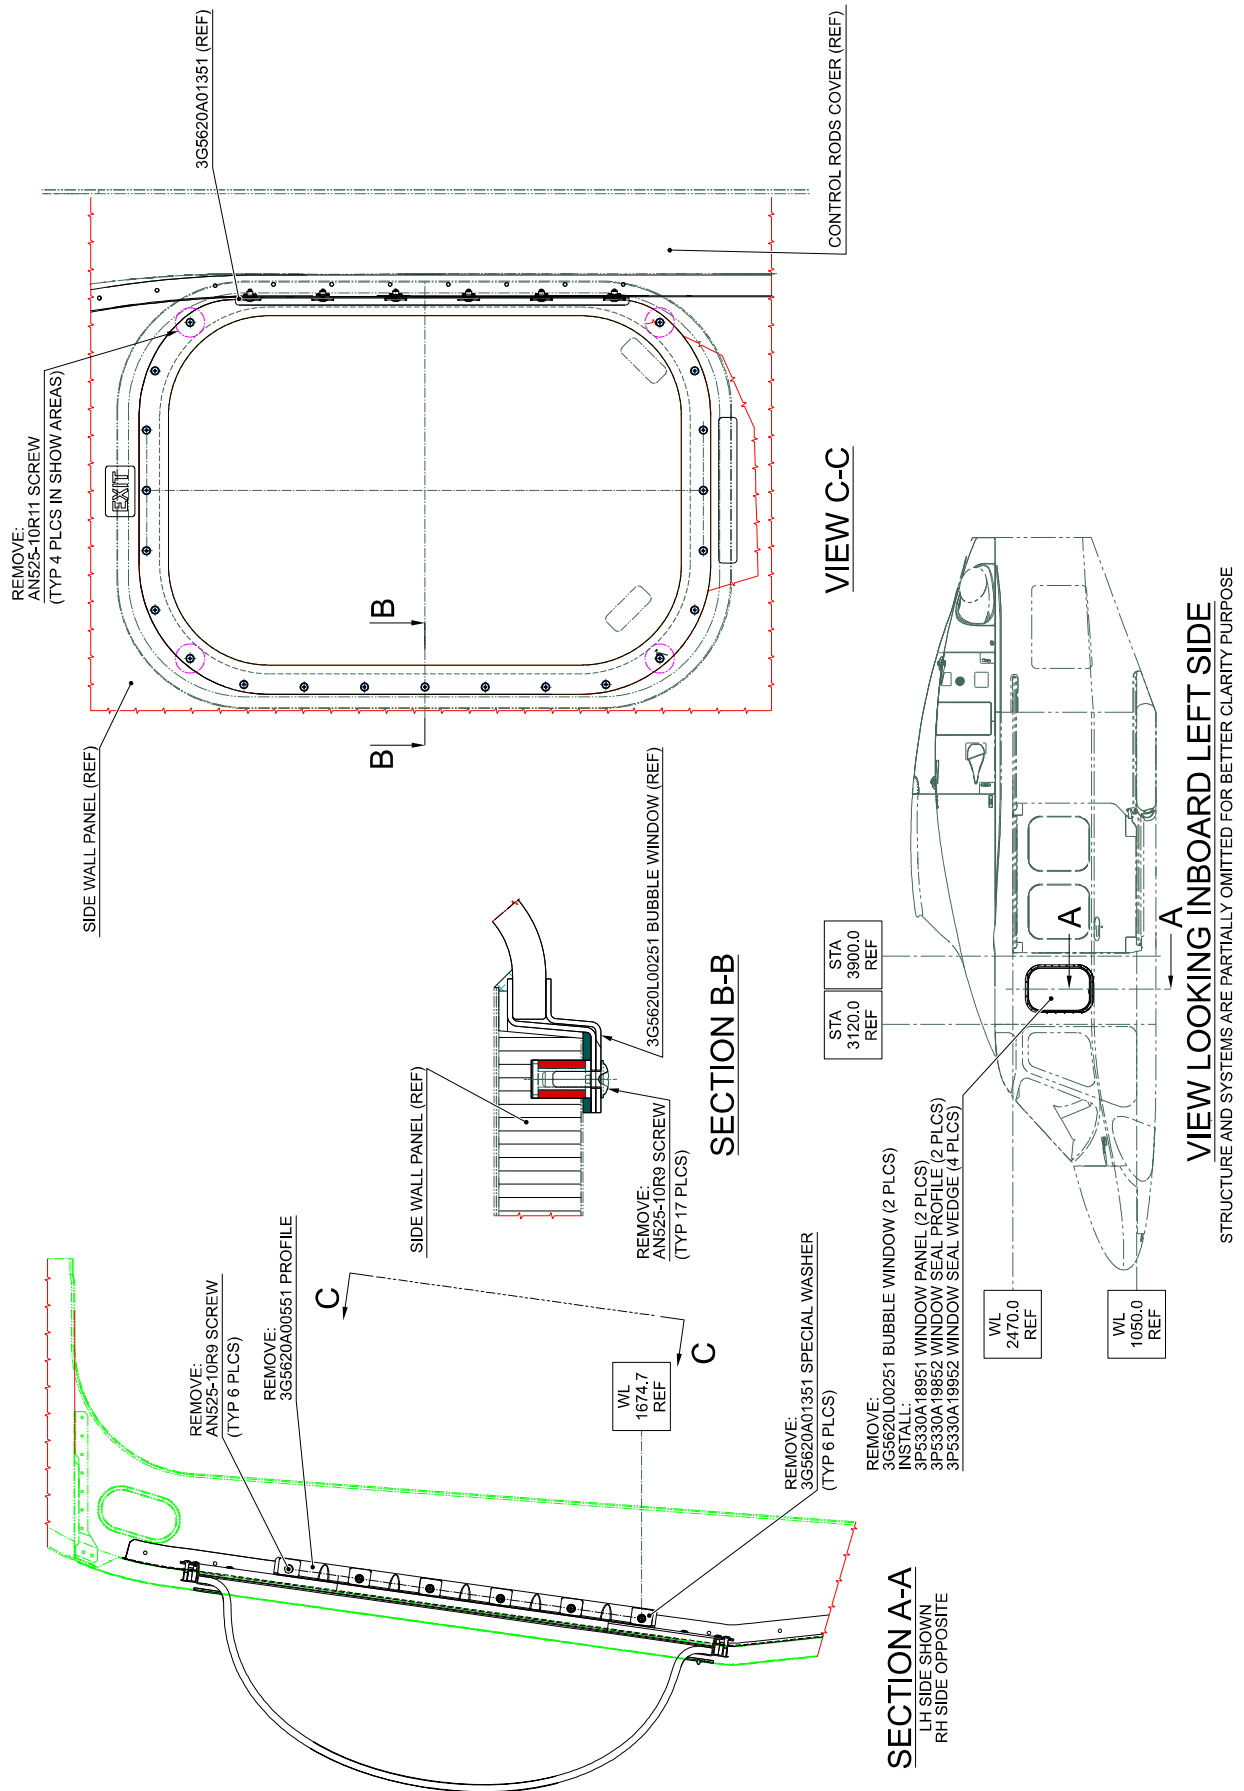 REMOVE:
AN525-10R9 SCREW
(TYP 6 PLCS)
REMOVE:
3G5620A00551 PROFILE
C
C
WL
1674.7
REF
REMOVE:
3G5620A01351 SPECIAL WASHER
(TYP 6 PLCS)
SECTION A-A
LH SIDE SHOWN
RH SIDE OPPOSITE
SIDE WALL PANEL (REF)
REMOVE:
AN525-10R9 SCREW
(TYP 17 PLCS)
3G5620L00251 BUBBLE WINDOW (REF)
SECTION B-B
REMOVE:
AN525-10R11 SCREW
(TYP 4 PLCS IN SHOW AREAS)
3G5620A01351 (REF)
SIDE WALL PANEL (REF)
EXIT
B
B
CONTROL RODS COVER (REF)
VIEW C-C
REMOVE:
3G5620L00251 BUBBLE WINDOW (2 PLCS)
INSTALL:
3P5330A18951 WINDOW PANEL (2 PLCS)
3P5330A19852 WINDOW SEAL PROFILE (2 PLCS)
3P5330A19952 WINDOW SEAL WEDGE (4 PLCS)
STA
3120.0
REF
STA
3900.0
REF
WL
2470.0
REF
WL
1050.0
REF
A
A
VIEW LOOKING INBOARD LEFT SIDE
STRUCTURE AND SYSTEMS ARE PARTIALLY OMITTED FOR BETTER CLARITY PURPOSE